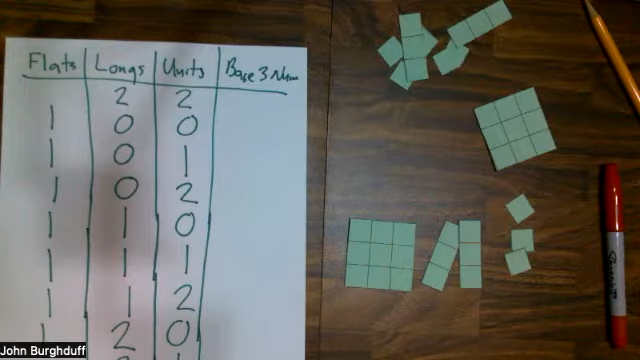 Flats Longs Units Base 3 Num
2 2
1 0 0
1 0 1
1 0 2
1 1 0
1 1 1
1 1 2
1 2 0
John Burghduff